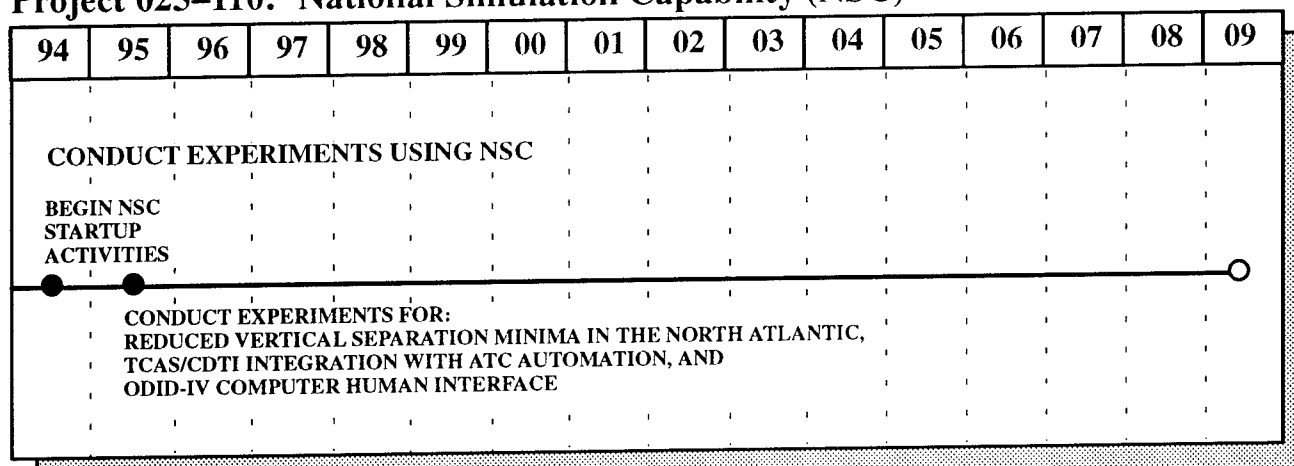 Project 025–110: National Simulation Capability (NSC)
94 95 96 97 98 99 00 01 02 03 04 05 06 07 08 09
CONDUCT EXPERIMENTS USING NSC
BEGIN NSC
STARTUP
ACTIVITIES
CONDUCT EXPERIMENTS FOR:
REDUCED VERTICAL SEPARATION MINIMA IN THE NORTH ATLANTIC,
TCAS/CDTI INTEGRATION WITH ATC AUTOMATION, AND
ODID-IV COMPUTER HUMAN INTERFACE